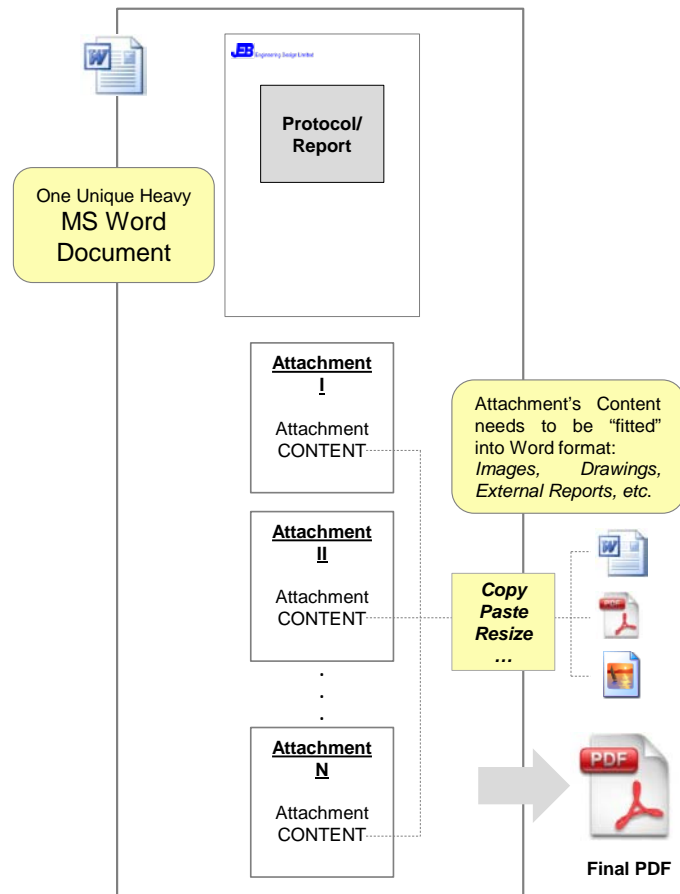 JEB Engineering Design Limited
Protocol/
Report
One Unique Heavy
MS Word
Document
Attachment
I
Attachment
CONTENT
Attachment’s Content
needs to be “fitted”
into Word format:
Images, Drawings,
External Reports, etc.
Attachment
II
Attachment
CONTENT
Copy
Paste
Resize
…
PDF
.
.
.
Attachment
N
Attachment
CONTENT
PDF
Final PDF